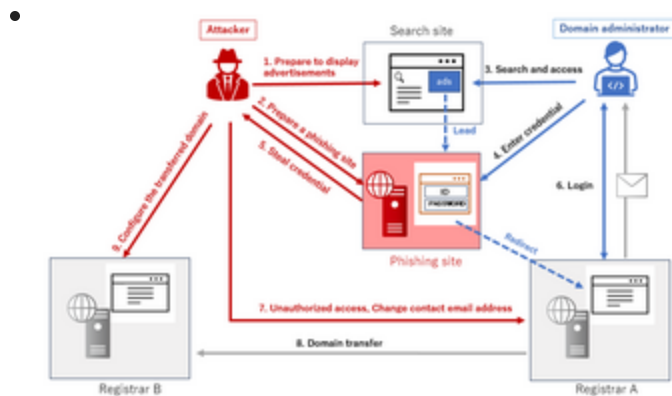 Attacker
Search site
Domain administrator
1. Prepare to display
advertisements
ads
3. Search and access
2. Prepare a phishing site
5. Steal credential
Lead
4. Enter credential
ID
PASSWORD
6. Login
9. Configure the transferred domain
Phishing site
Redirect
7. Unauthorized access, Change contact email address
8. Domain transfer
Registrar B
Registrar A